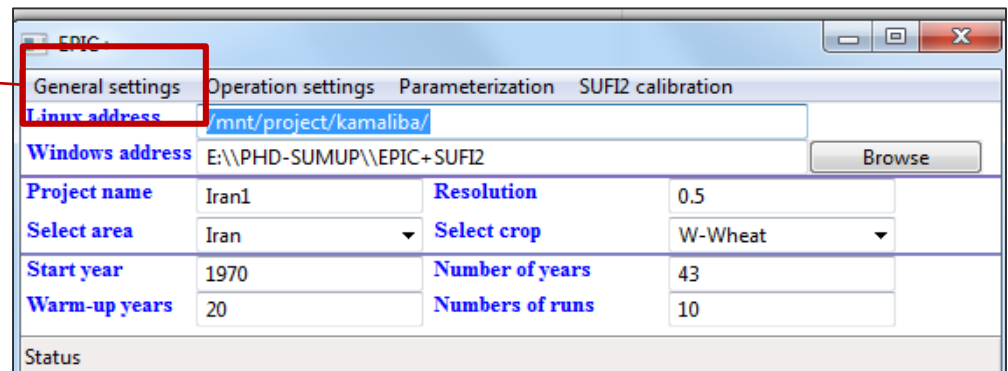 EPIC+
General settings Operation settings Parameterization SUFI2 calibration
Linux address /mnt/project/kamaliba/
Windows address E:\\PHD-SUMUP\\EPIC+SUFI2 Browse
Project name Iran1 Resolution 0.5
Select area Iran Select crop W-Wheat
Start year 1970 Number of years 43
Warm-up years 20 Numbers of runs 10
Status